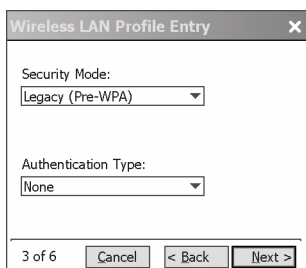 Wireless LAN Profile Entry X
Security Mode:
Legacy (Pre-WPA)
Authentication Type:
None
3 of 6 Cancel < Back Next >